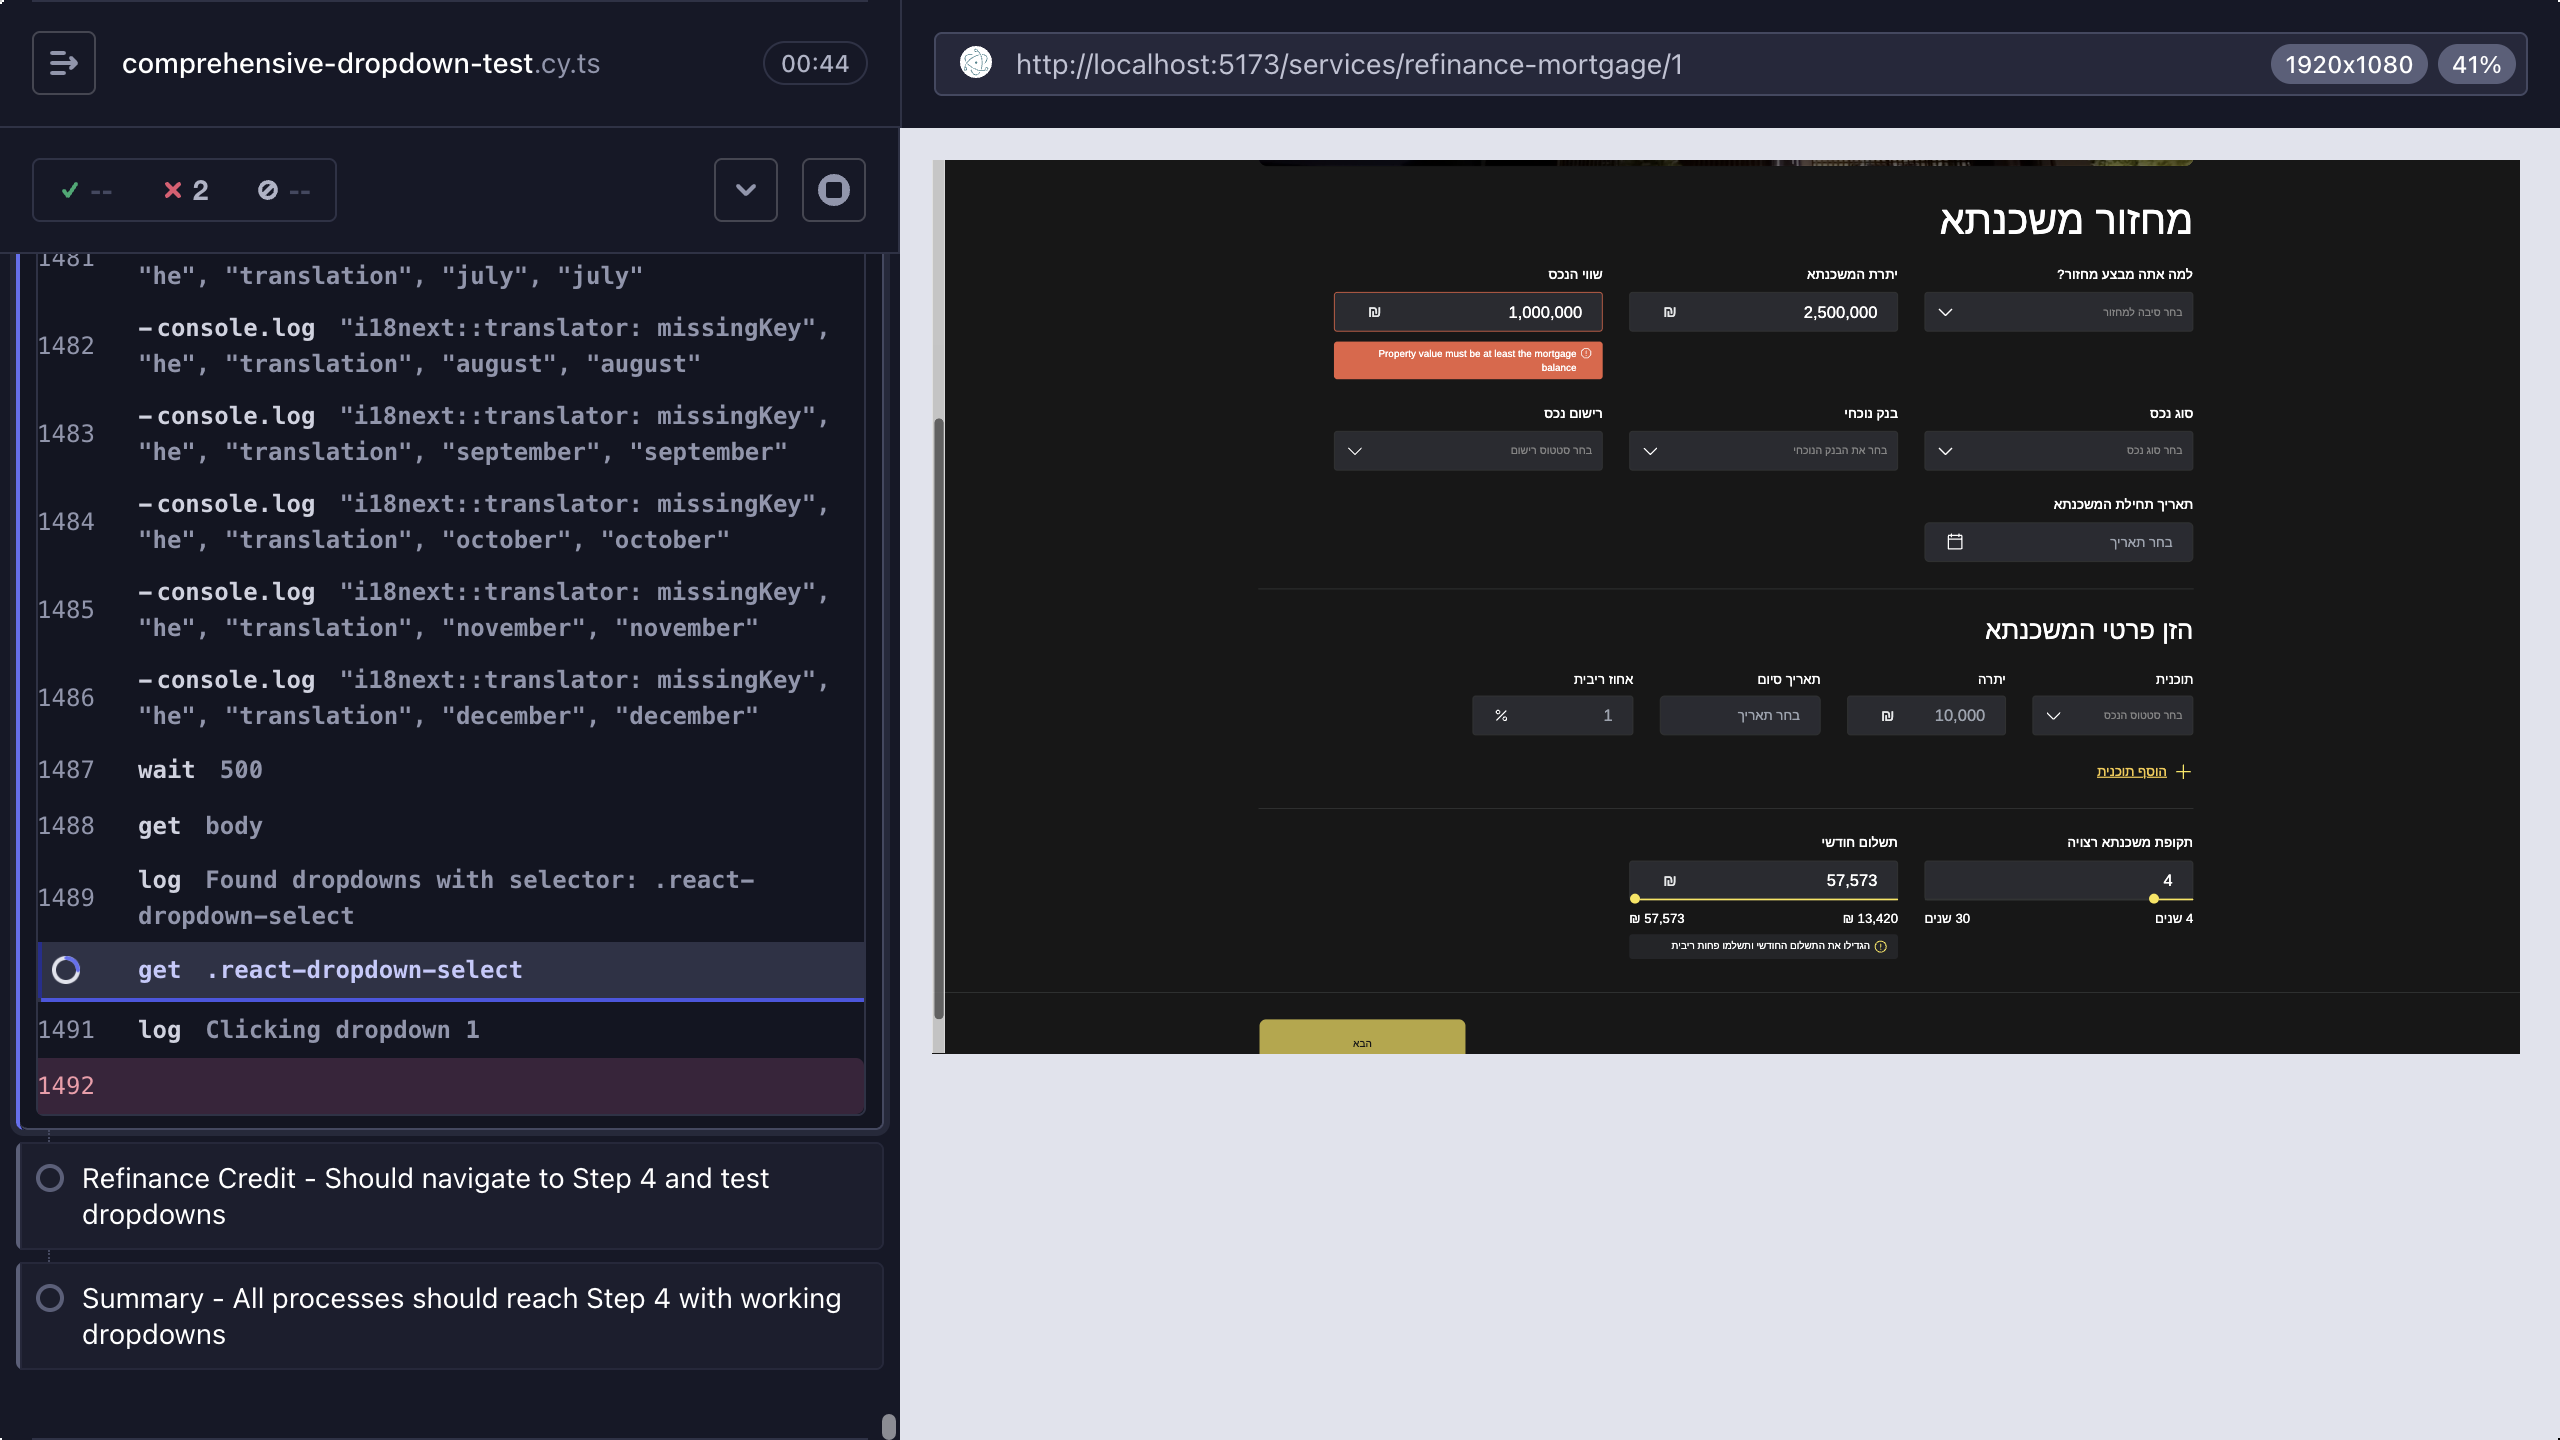 comprehensive-dropdown-test.cy.ts
00:44
-- 2 --
1481
"he", "translation", "july", "july"
1482 -console.log "i18next::translator: missingKey",
"he", "translation", "august", "august"
1483 -console.log "i18next::translator: missingKey",
"he", "translation", "september", "september"
1484 -console.log "i18next::translator: missingKey",
"he", "translation", "october", "october"
1485 -console.log "i18next::translator: missingKey",
"he", "translation", "november", "november"
1486 -console.log "i18next::translator: missingKey",
"he", "translation", "december", "december"
1487 wait 500
1488 get body
1489 log Found dropdowns with selector: .react-
dropdown-select
get .react-dropdown-select
1491 log Clicking dropdown 1
1492
Refinance Credit - Should navigate to Step 4 and test
dropdowns
Summary - All processes should reach Step 4 with working
dropdowns
http://localhost:5173/services/refinance-mortgage/1
1920x1080 41%
מחזור משכנתא
למה אתה מבצע מחזור? יתרת המשכנתא שווי הנכס
בחר סיבה למחזור 2,500,000 ₪ 1,000,000 ₪
Property value must be at least the mortgage
balance
סוג נכס בנק נוכחי רישום נכס
בחר סוג נכס בחר את הבנק הנוכחי בחר סטטוס רישום
תאריך תחילת המשכנתא
בחר תאריך
הזן פרטי המשכנתא
תוכנית יתרה תאריך סיום אחוז ריבית
בחר סטטוס הנכס 10,000 ₪ בחר תאריך 1 %
הוסף תוכנית
תקופת משכנתא רצויה תשלום חודשי
4 57,573 ₪
4 שנים 30 שנים 13,420 ₪ 57,573 ₪
הגדילו את התשלום החודשי ותשלמו פחות ריבית
הבא